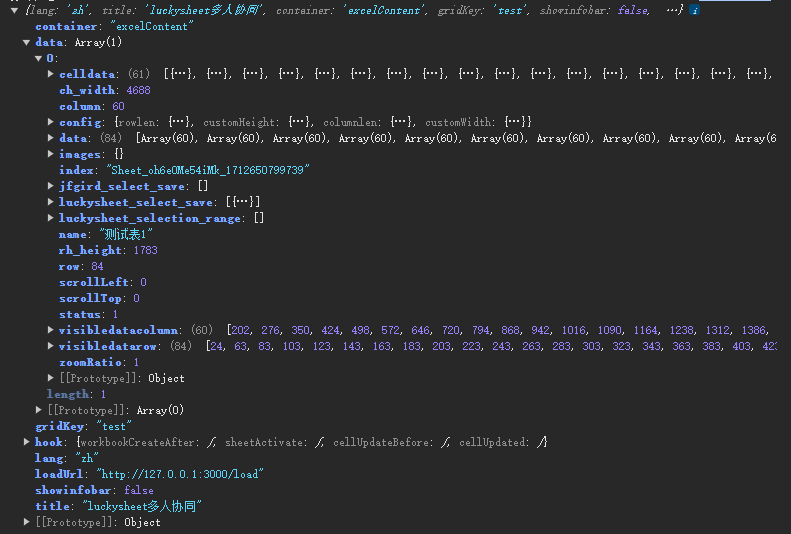 {lang: 'zh', title: 'luckysheet多人协同', container: 'excelContent', gridKey: 'test', showinfobar: false, …}
container: "excelContent"
data: Array(1)
0:
celldata: (61) [{…}, {…}, {…}, {…}, {…}, {…}, {…}, {…}, {…}, {…}, {…}, {…}, {…}, {…}, {…}, {…}, {…},
ch_width: 4688
column: 60
config: {rowlen: {…}, customHeight: {…}, columnlen: {…}, customWidth: {…}}
data: (84) [Array(60), Array(60), Array(60), Array(60), Array(60), Array(60), Array(60), Array(60), Array(60), Array(6
images: {}
index: "Sheet_oh6eOMe54iMk_1712650799739"
jfgird_select_save: []
luckysheet_select_save: [{…}]
luckysheet_selection_range: []
name: "测试表1"
rh_height: 1783
row: 84
scrollLeft: 0
scrollTop: 0
status: 1
visibledatacolumn: (60) [202, 276, 350, 424, 498, 572, 646, 720, 794, 868, 942, 1016, 1090, 1164, 1238, 1312, 1386,
visibledatarow: (84) [24, 63, 83, 103, 123, 143, 163, 183, 203, 223, 243, 263, 283, 303, 323, 343, 363, 383, 403, 423
zoomRatio: 1
[[Prototype]]: Object
length: 1
[[Prototype]]: Array(0)
gridKey: "test"
hook: {workbookCreateAfter: ƒ, sheetActivate: ƒ, cellUpdateBefore: ƒ, cellUpdated: ƒ}
lang: "zh"
loadUrl: "http://127.0.0.1:3000/load"
showinfobar: false
title: "luckysheet多人协同"
[[Prototype]]: Object